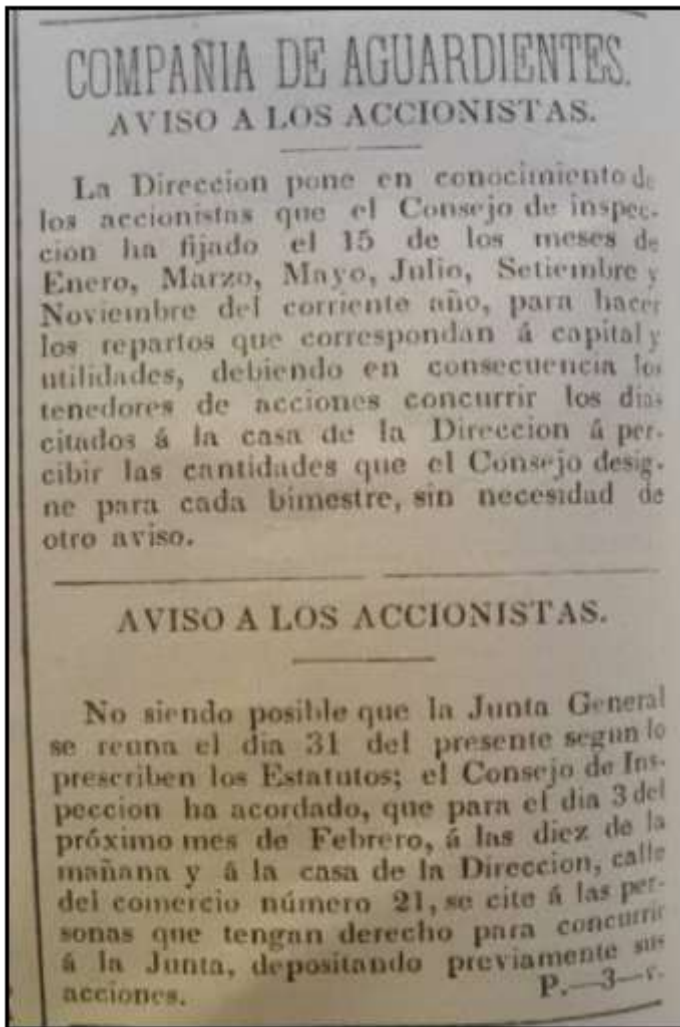 COMPAÑIA DE AGUARDIENTES.
AVISO A LOS ACCIONISTAS.
La Direccion pone en conocimiento de
los accionistas que el Consejo de inspec-
cion ha fijado el 15 de los meses de
Enero, Marzo, Mayo, Julio, Setiembre y
Noviembre del corriente año, para hacer
los repartos que correspondan á capital y
utilidades, debiendo en consecuencia los
tenedores de acciones concurrir los dias
citados á la casa de la Direccion á per-
cibir las cantidades que el Consejo desig-
ne para cada bimestre, sin necesidad de
otro aviso.
AVISO A LOS ACCIONISTAS.
No siendo posible que la Junta General
se reuna el dia 31 del presente segun lo
prescriben los Estatutos; el Consejo de Ins-
peccion ha acordado, que para el dia 3 del
próximo mes de Febrero, á las diez de la
mañana y á la casa de la Direccion, calle
del comercio número 21, se cite á las per-
sonas que tengan derecho para concurrir
á la Junta, depositando previamente sus
acciones. P.—3—v.